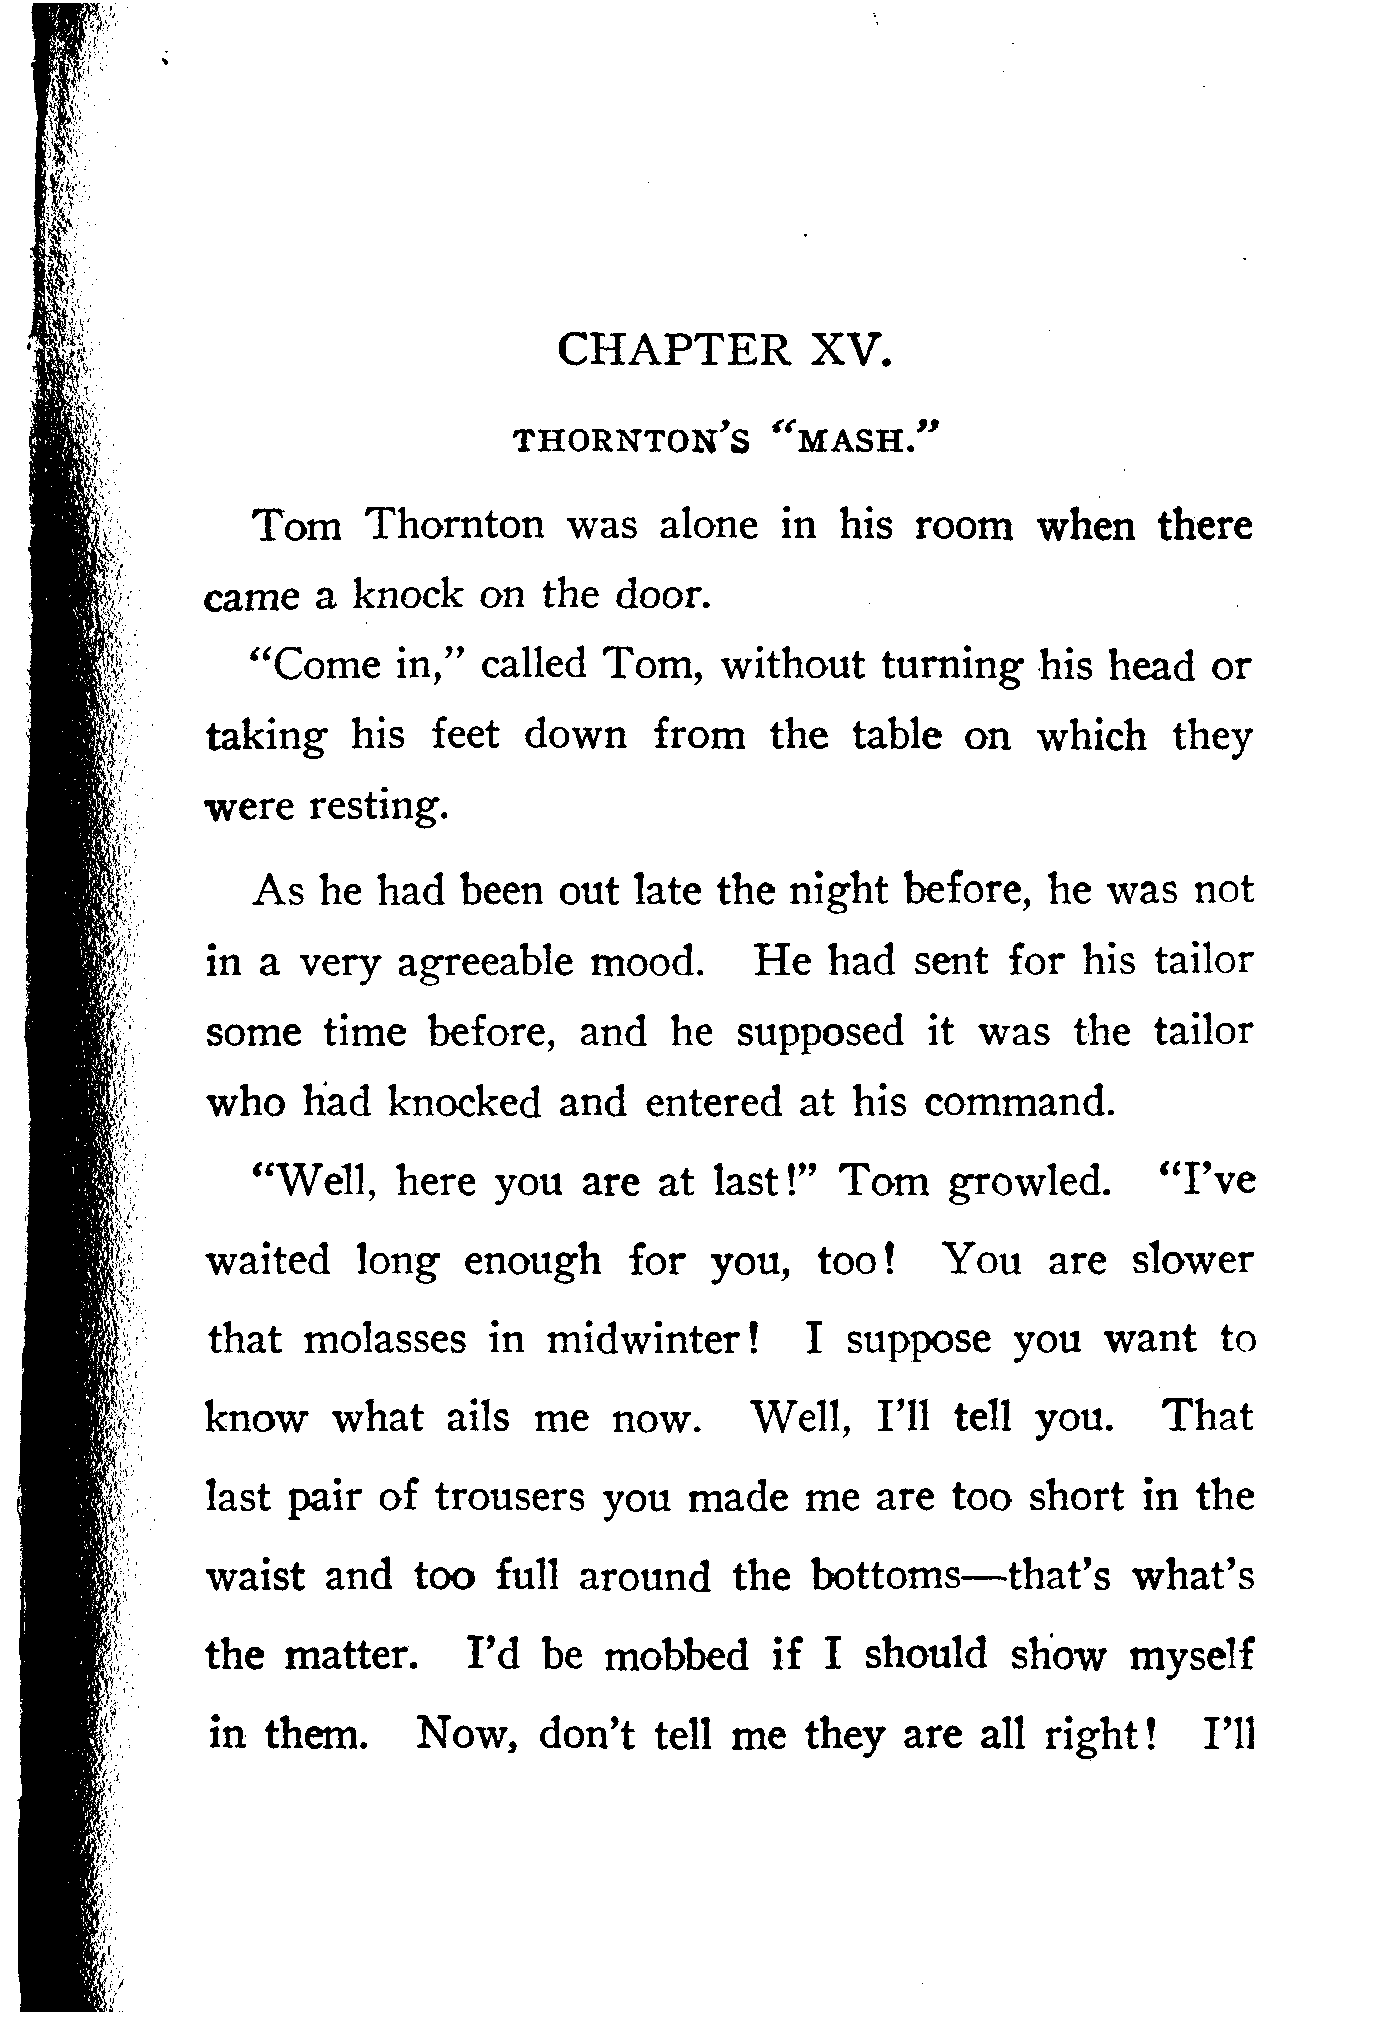 CHAPTER XV.
THORNTON'S "MASH."
Tom Thornton was alone in his room when there
came a knock on the door.
"Come in," called Tom, without turning his head or
taking his feet down from the table on which they
were resting.
As he had been out late the night before, he was not
in a very agreeable mood. He had sent for his tailor
some time before, and he supposed it was the tailor
who had knocked and entered at his command.
"Well, here you are at last!" Tom growled. "I've
waited long enough for you, too! You are slower
that molasses in midwinter! I suppose you want to
know what ails me now. Well, I'll tell you. That
last pair of trousers you made me are too short in the
waist and too full around the bottoms—that's what's
the matter. I'd be mobbed if I should show myself
in them. Now, don't tell me they are all right! I'll